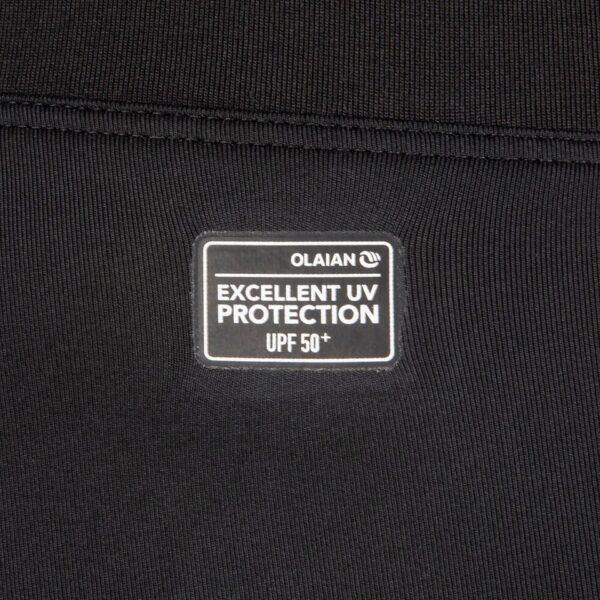 OLAIAN
EXCELLENT UV
PROTECTION
UPF 50+